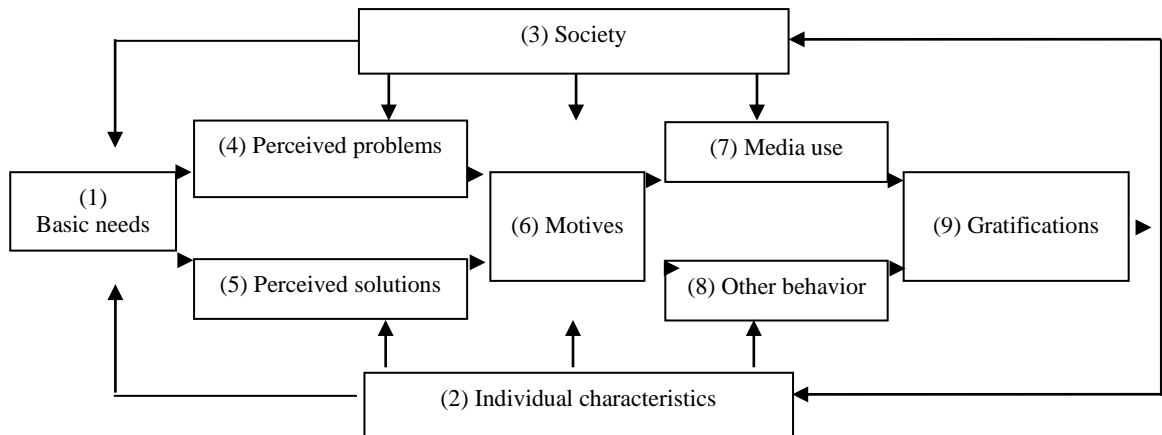 (3) Society
(4) Perceived problems
(7) Media use
(1)
Basic needs
(6) Motives
(9) Gratifications
(5) Perceived solutions
(8) Other behavior
(2) Individual characteristics